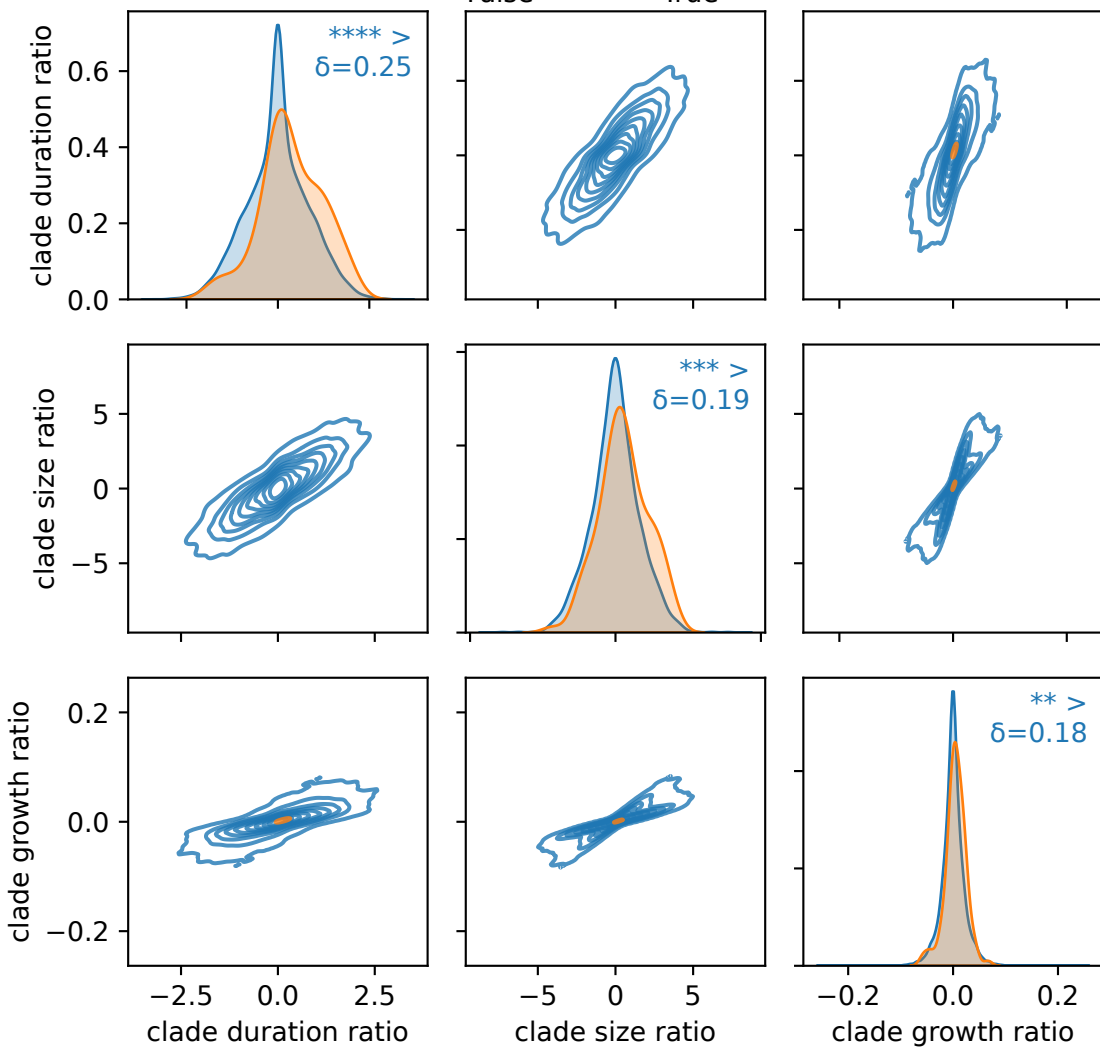 True
clade duration ratio
0.6
0.4
0.2
0.0
**** >
δ=0.25
clade size ratio
5
0
−5
*** >
δ=0.19
clade growth ratio
0.2
0.0
−0.2
** >
δ=0.18
−2.5 0.0 2.5
−5 0 5
−0.2 0.0 0.2
clade duration ratio
clade size ratio
clade growth ratio